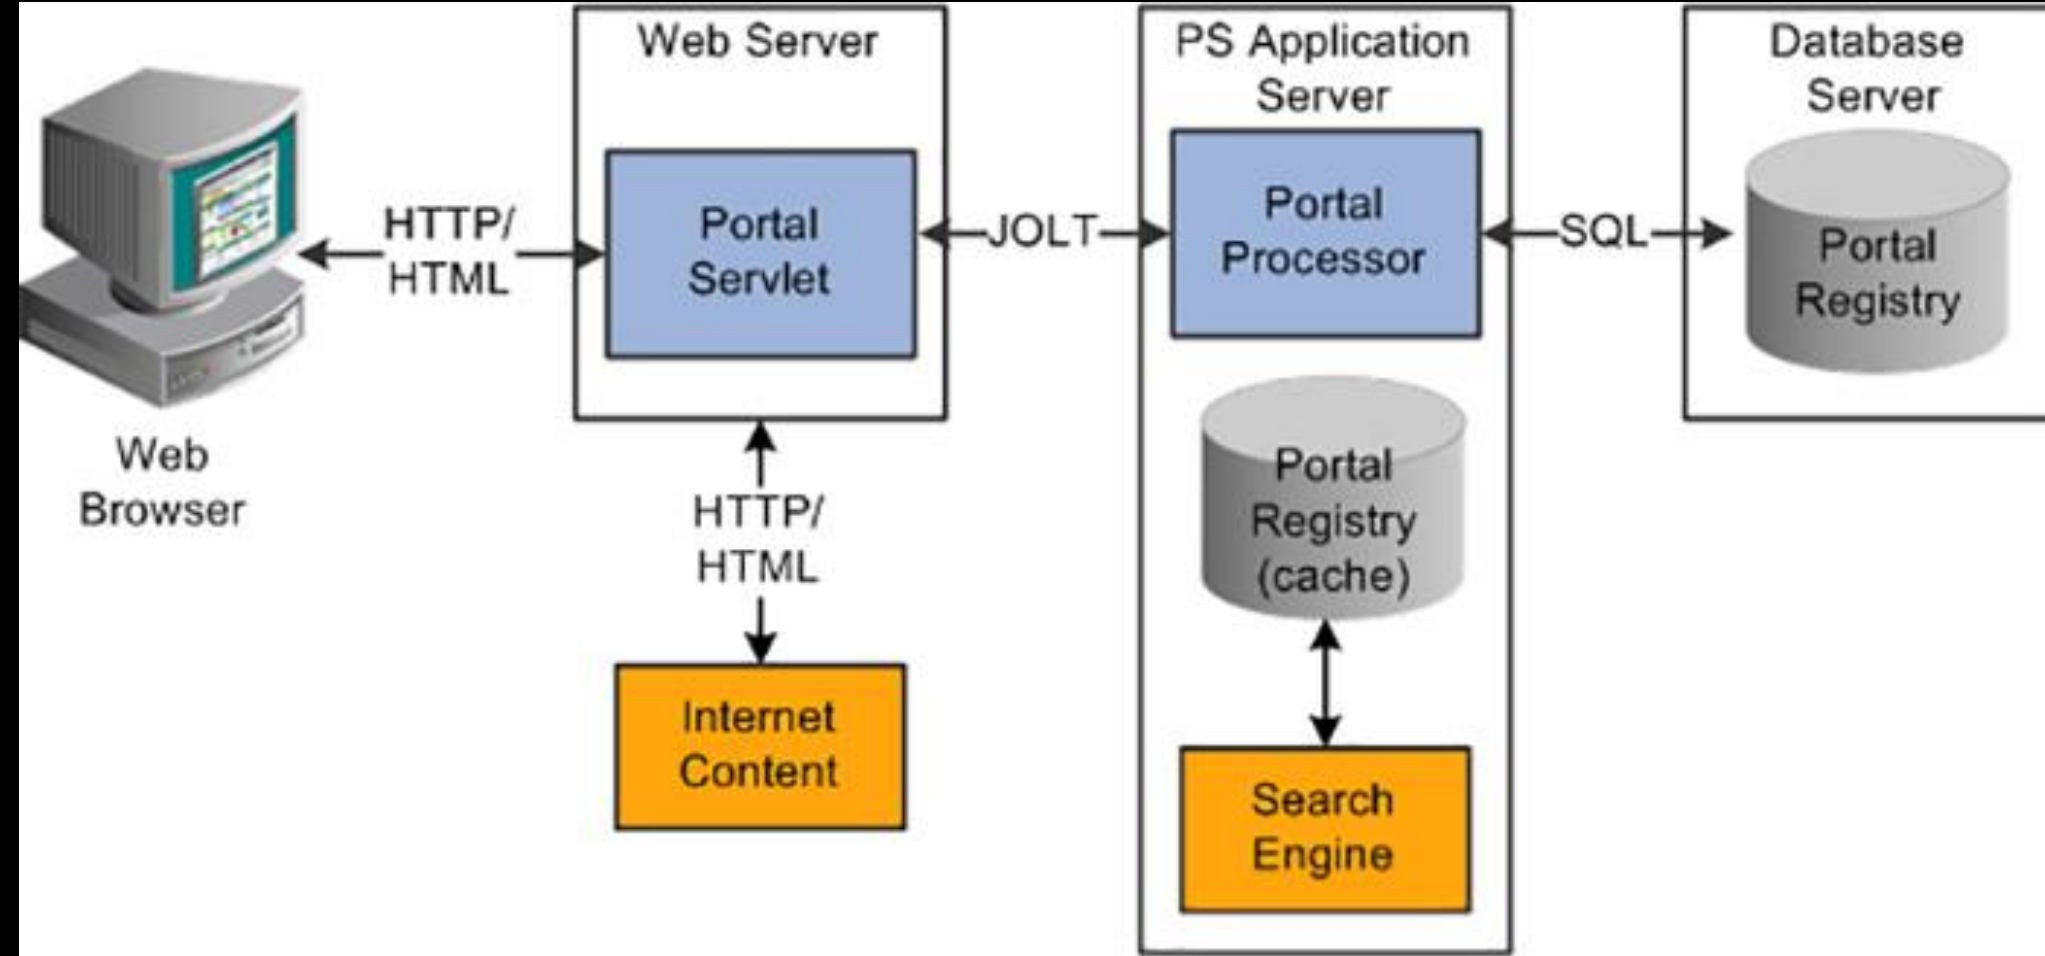 Web Server
PS Application
Server
Database
Server
Portal
Servlet
Portal
Processor
Portal
Registry
HTTP/
HTML
JOLT
SQL
Web
Browser
HTTP/
HTML
Portal
Registry
(cache)
Internet
Content
Search
Engine